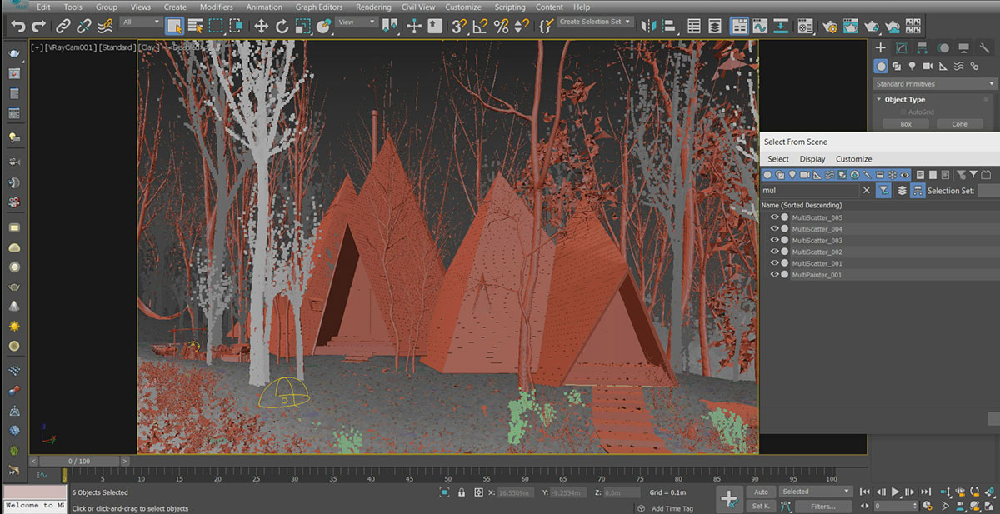 Edit Tools Group Views Create Modifiers Animation Graph Editors Rendering Civil View Customize Scripting Content Help
All View Create Selection Set
[+] [VRayCam001] [Standard] [Clay]
Standard Primitives
Object Type
AutoGrid
Box Cone
Select From Scene
Select Display Customize
mul Selection Set:
Name (Sorted Descending)
MultiScatter_005
MultiScatter_004
MultiScatter_003
MultiScatter_002
MultiScatter_001
MultiPainter_001
Z
< 0 / 100 >
0 5 10 15 20 25 30 35 40 45 50 55 60 65 70 75 80 85 90 95 100
6 Objects Selected X: 16.5509m Y: -9.2534m Z: 0.0m Grid = 0.1m Auto Selected
Welcome to MA Click or click-and-drag to select objects Add Time Tag Set K. Filters... 0